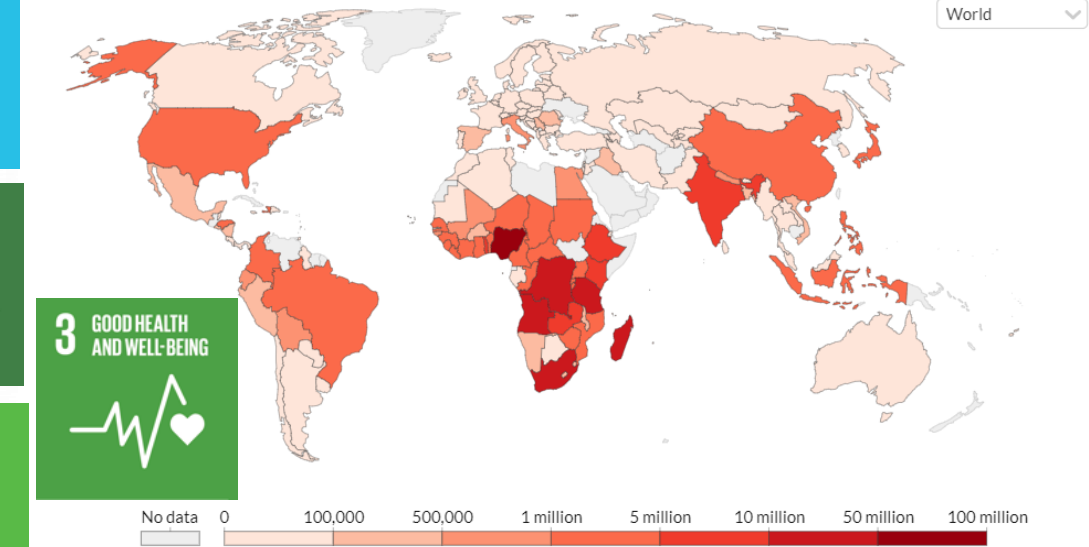 World
3 GOOD HEALTH
AND WELL-BEING
No data 0 100,000 500,000 1 million 5 million 10 million 50 million 100 million